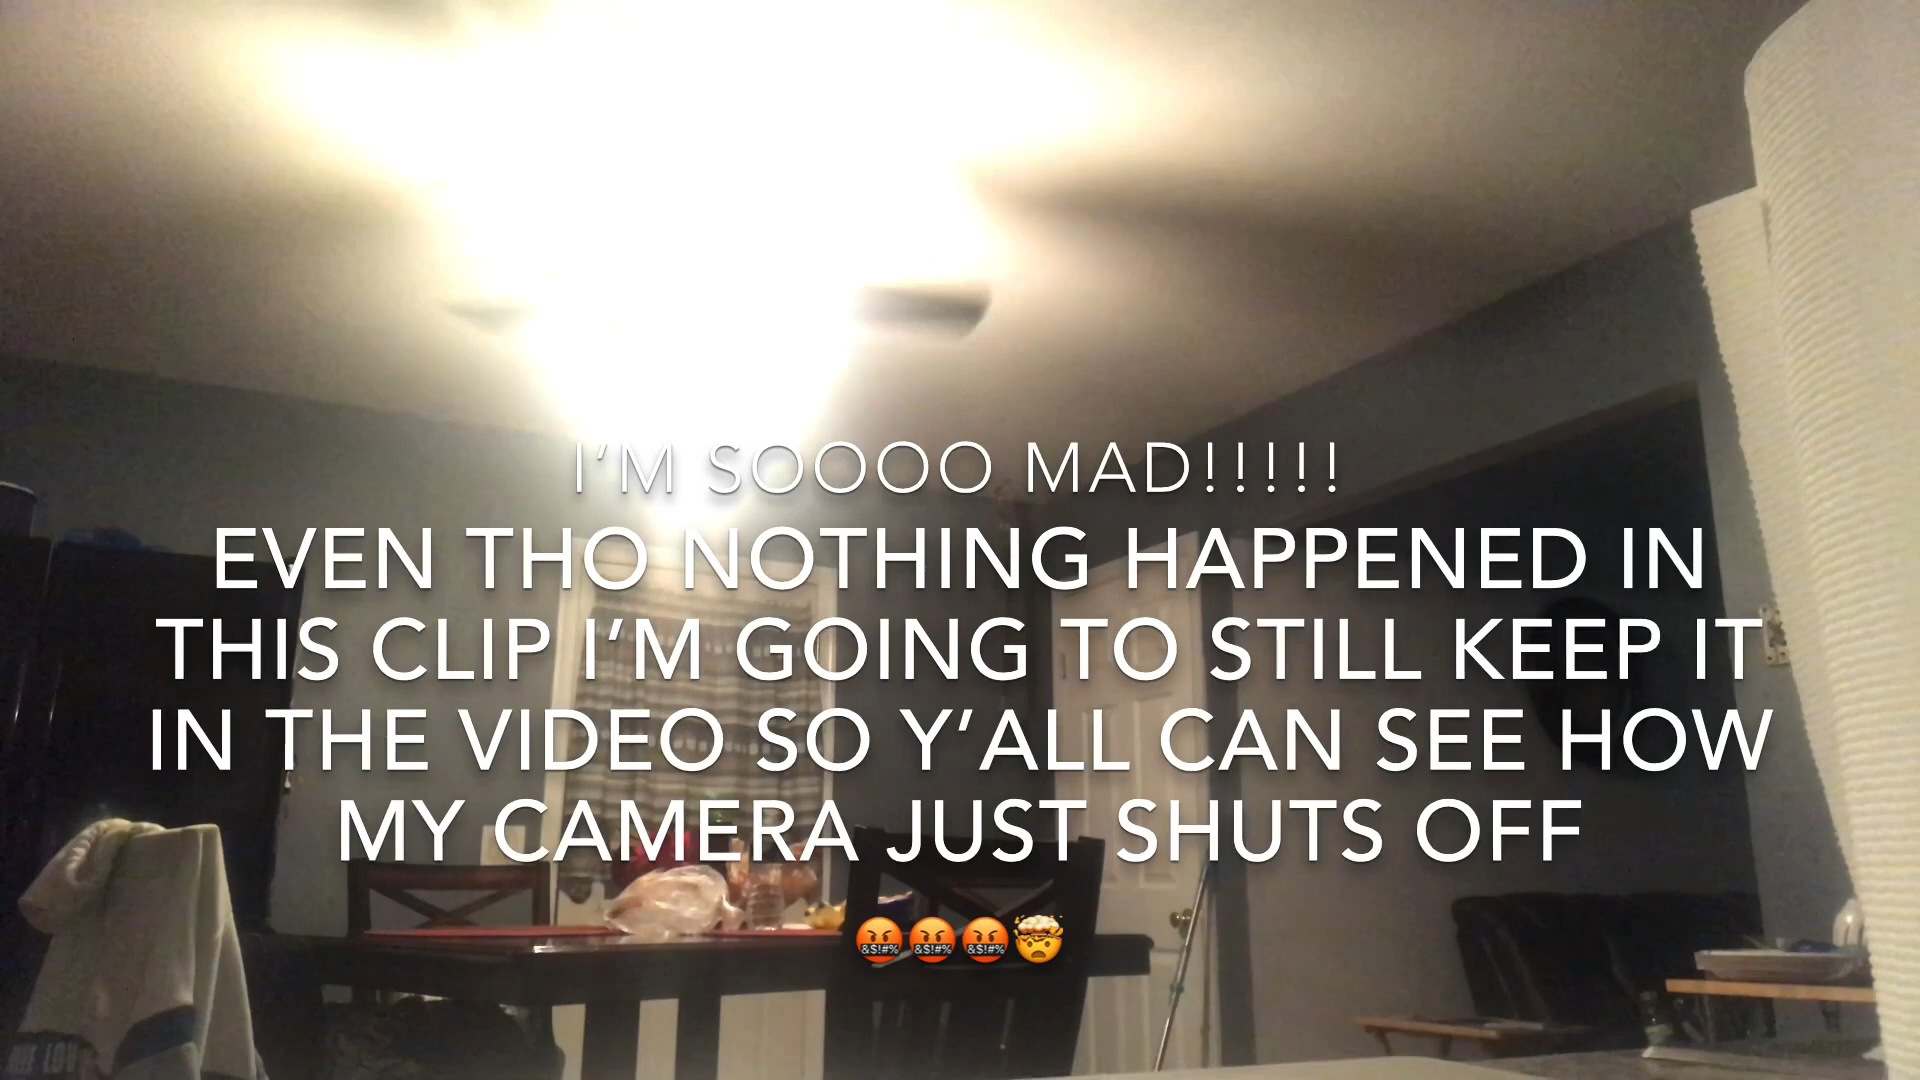 I'M SOOOO MAD!!!!!
EVEN THO NOTHING HAPPENED IN
THIS CLIP I'M GOING TO STILL KEEP IT
IN THE VIDEO SO Y'ALL CAN SEE HOW
MY CAMERA JUST SHUTS OFF
🤬🤬🤬🤯